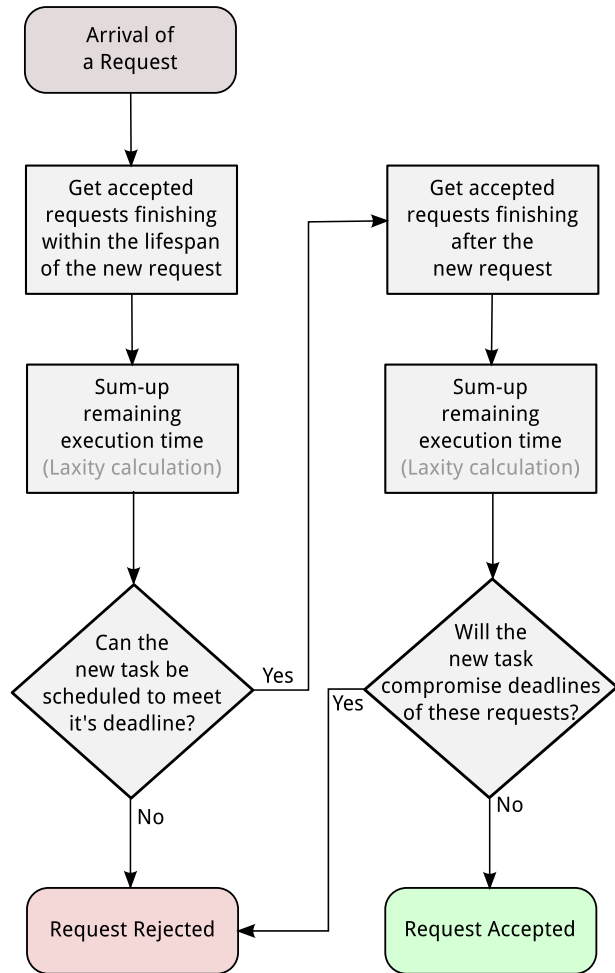 Arrival of
a Request
Get accepted
requests finishing
within the lifespan
of the new request
Sum-up
remaining
execution time
(Laxity calculation)
Can the
new task be
scheduled to meet
it's deadline?
Yes
No
Request Rejected
Get accepted
requests finishing
after the
new request
Sum-up
remaining
execution time
(Laxity calculation)
Will the
new task
compromise deadlines
of these requests?
Yes
No
Request Accepted